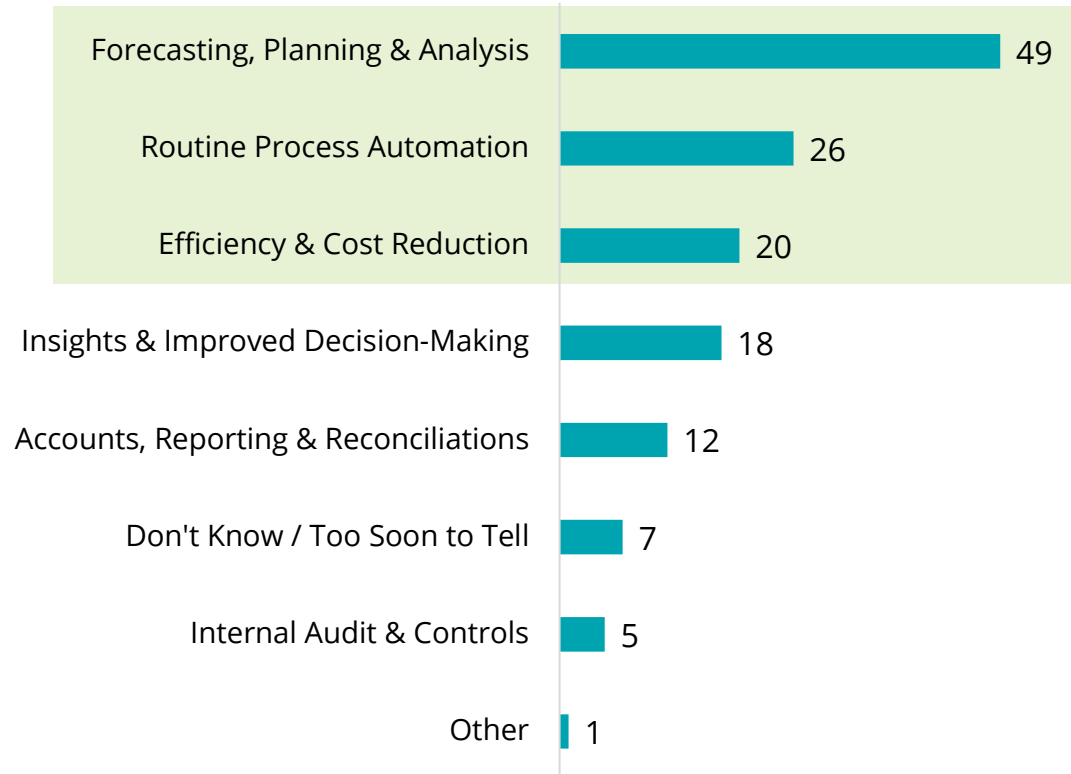 Forecasting, Planning & Analysis 49
Routine Process Automation 26
Efficiency & Cost Reduction 20
Insights & Improved Decision-Making 18
Accounts, Reporting & Reconciliations 12
Don't Know / Too Soon to Tell 7
Internal Audit & Controls 5
Other 1